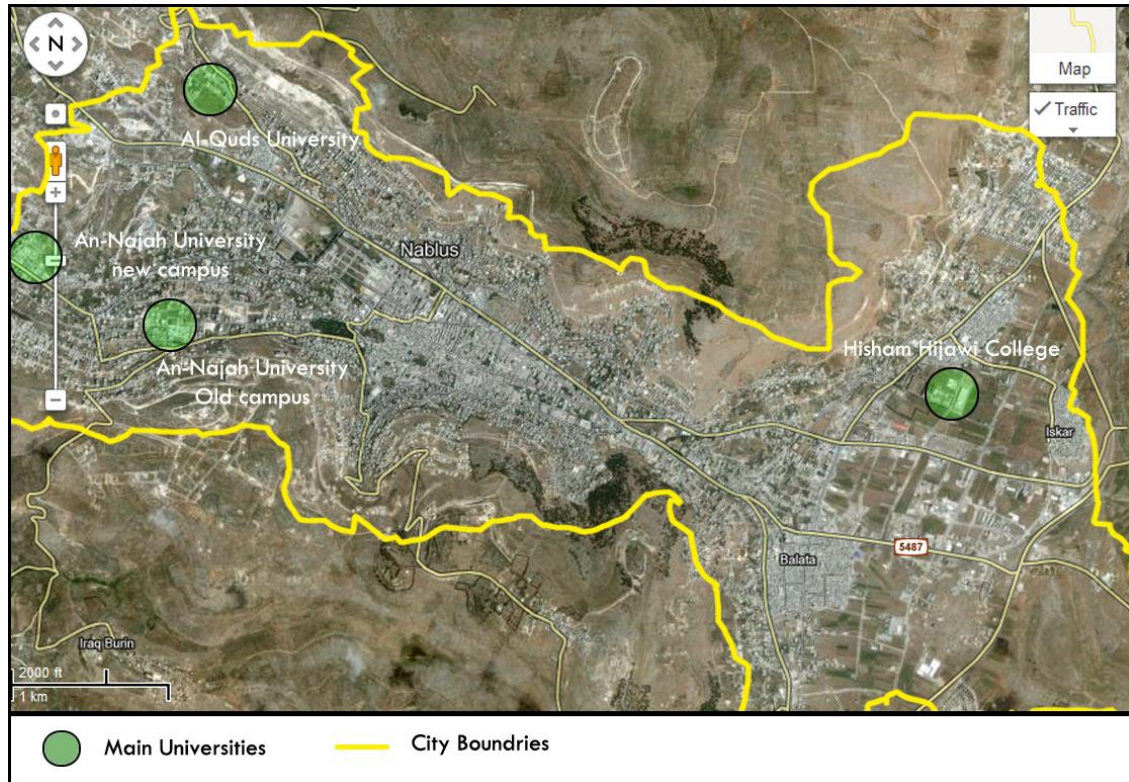 N
Map
Traffic
Al-Quds University
An-Najah University
new campus
Nablus
An-Najah University
Old campus
Hisham Hijawi College
Iskar
5487
Balata
Iraq Burin
2000 ft
1 km
Main Universities
City Boundries